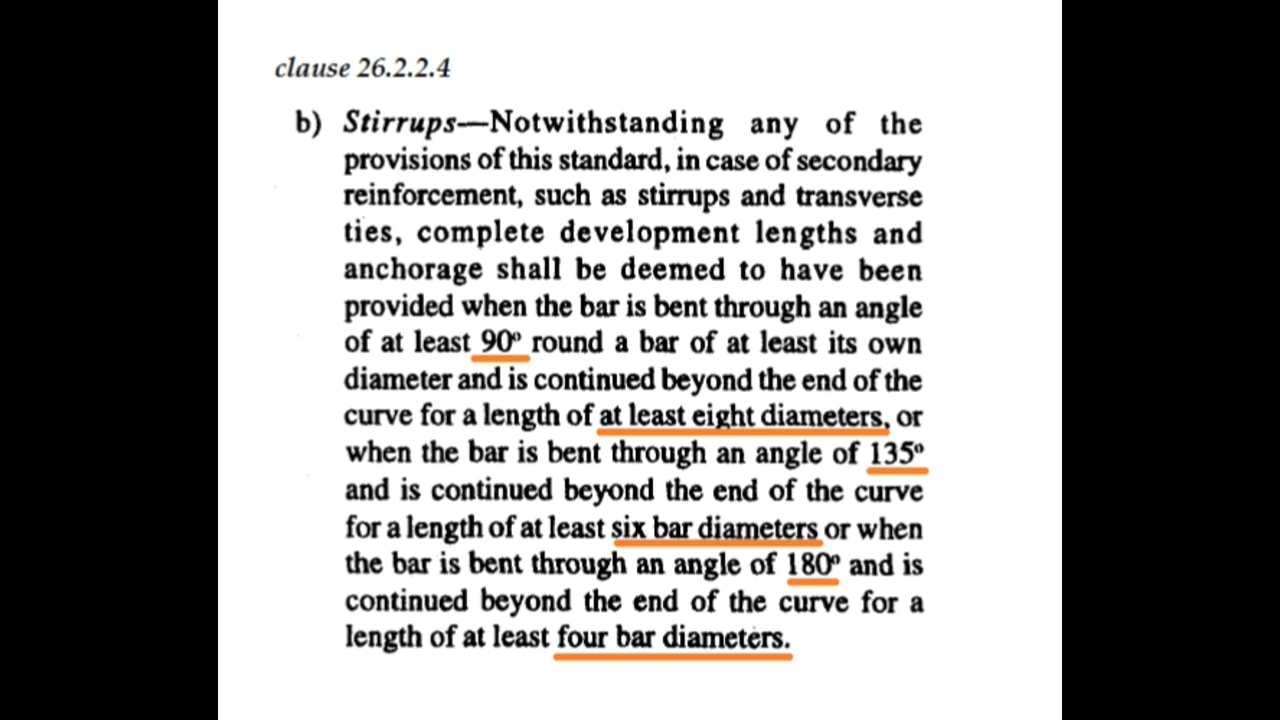 clause 26.2.2.4
b) Stirrups—Notwithstanding any of the
provisions of this standard, in case of secondary
reinforcement, such as stirrups and transverse
ties, complete development lengths and
anchorage shall be deemed to have been
provided when the bar is bent through an angle
of at least 90º round a bar of at least its own
diameter and is continued beyond the end of the
curve for a length of at least eight diameters, or
when the bar is bent through an angle of 135º
and is continued beyond the end of the curve
for a length of at least six bar diameters or when
the bar is bent through an angle of 180º and is
continued beyond the end of the curve for a
length of at least four bar diameters.